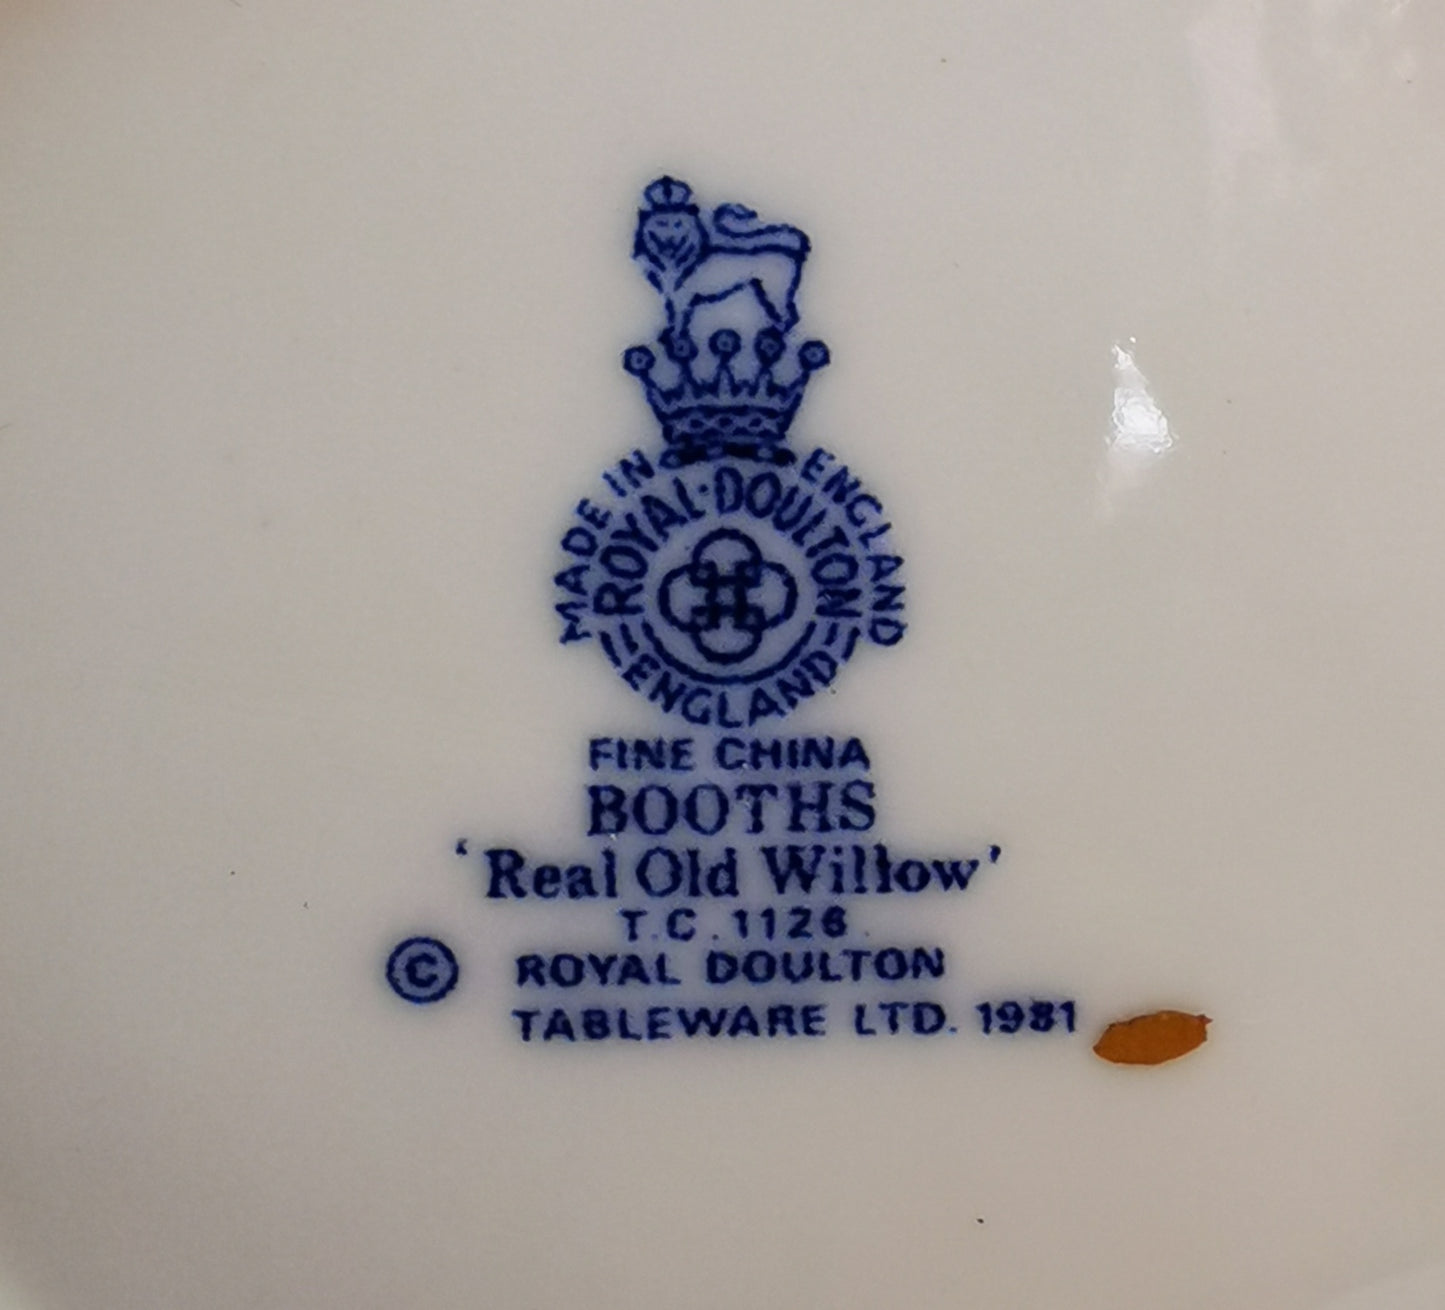 MADE IN ENGLAND
ROYAL·DOULTON
ENGLAND
FINE CHINA
BOOTHS
‘Real Old Willow’
T.C.1126.
© ROYAL DOULTON
TABLEWARE LTD. 1981